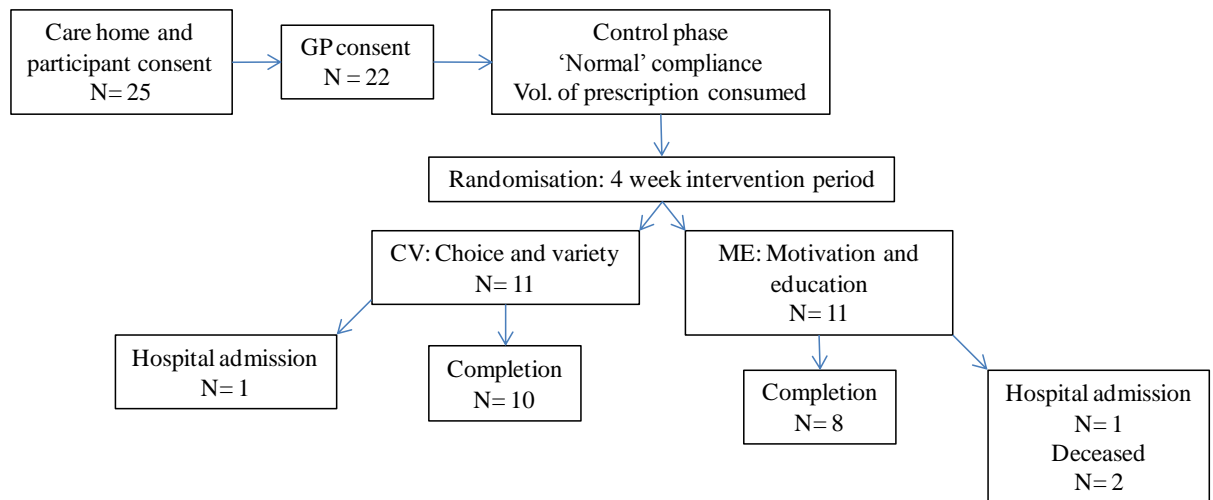 Care home and
participant consent
N= 25
GP consent
N = 22
Control phase
‘Normal’ compliance
Vol. of prescription consumed
Randomisation: 4 week intervention period
CV: Choice and variety
N= 11
ME: Motivation and
education
N= 11
Hospital admission
N= 1
Completion
N= 10
Completion
N= 8
Hospital admission
N= 1
Deceased
N= 2